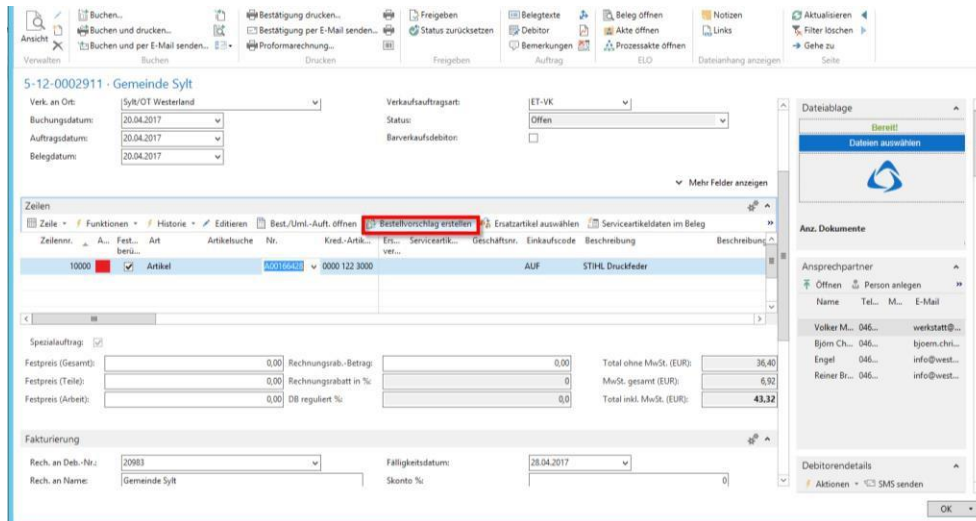 Ansicht
Buchen...
Buchen und drucken...
Buchen und per E-Mail senden...
Bestätigung drucken...
Bestätigung per E-Mail senden...
Proformarechnung...
Freigeben
Status zurücksetzen
Belegtexte
Debitor
Bemerkungen
Beleg öffnen
Akte öffnen
Prozessakte öffnen
Notizen
Links
Aktualisieren
Filter löschen
Gehe zu
Verwalten Buchen Drucken Freigeben Auftrag ELO Dateianhang anzeigen Seite
5-12-0002911 · Gemeinde Sylt
Verk. an Ort: Sylt/OT Westerland Verkaufsauftragsart: ET-VK
Buchungsdatum: 20.04.2017 Status: Offen
Auftragsdatum: 20.04.2017 Barverkaufsdebitor:
Belegdatum: 20.04.2017
Mehr Felder anzeigen
Zeilen
Zeile Funktionen Historie Editieren Best./Uml.-Auft. öffnen Bestellvorschlag erstellen Ersatzartikel auswählen Serviceartikeldaten im Beleg
Zeilennr. A... Fest... berü... Art Artikelsuche Nr. Kred.-Artik... Ers... ver... Serviceartik... Geschäftsnr. Einkaufscode Beschreibung Beschreibung
10000 Artikel A00166428 0000 122 3000 AUF STIHL Druckfeder
Spezialauftrag:
Festpreis (Gesamt): 0,00 Rechnungsrab.-Betrag: 0,00 Total ohne MwSt. (EUR): 36,40
Festpreis (Teile): 0,00 Rechnungsrabatt in %: 0 MwSt. gesamt (EUR): 6,92
Festpreis (Arbeit): 0,00 DB reguliert %: 0,0 Total inkl. MwSt. (EUR): 43,32
Fakturierung
Rech. an Deb.-Nr.: 20983 Fälligkeitsdatum: 28.04.2017
Rech. an Name: Gemeinde Sylt Skonto %: 0
Dateiablage
Bereit!
Dateien auswählen
Anz. Dokumente
Ansprechpartner
Öffnen Person anlegen
Name Tel... M... E-Mail
Volker M... 046... werkstatt@...
Björn Ch... 046... bjoern.chri...
Engel 046... info@west...
Reiner Br... 046... info@west...
Debitorendetails
Aktionen SMS senden
OK